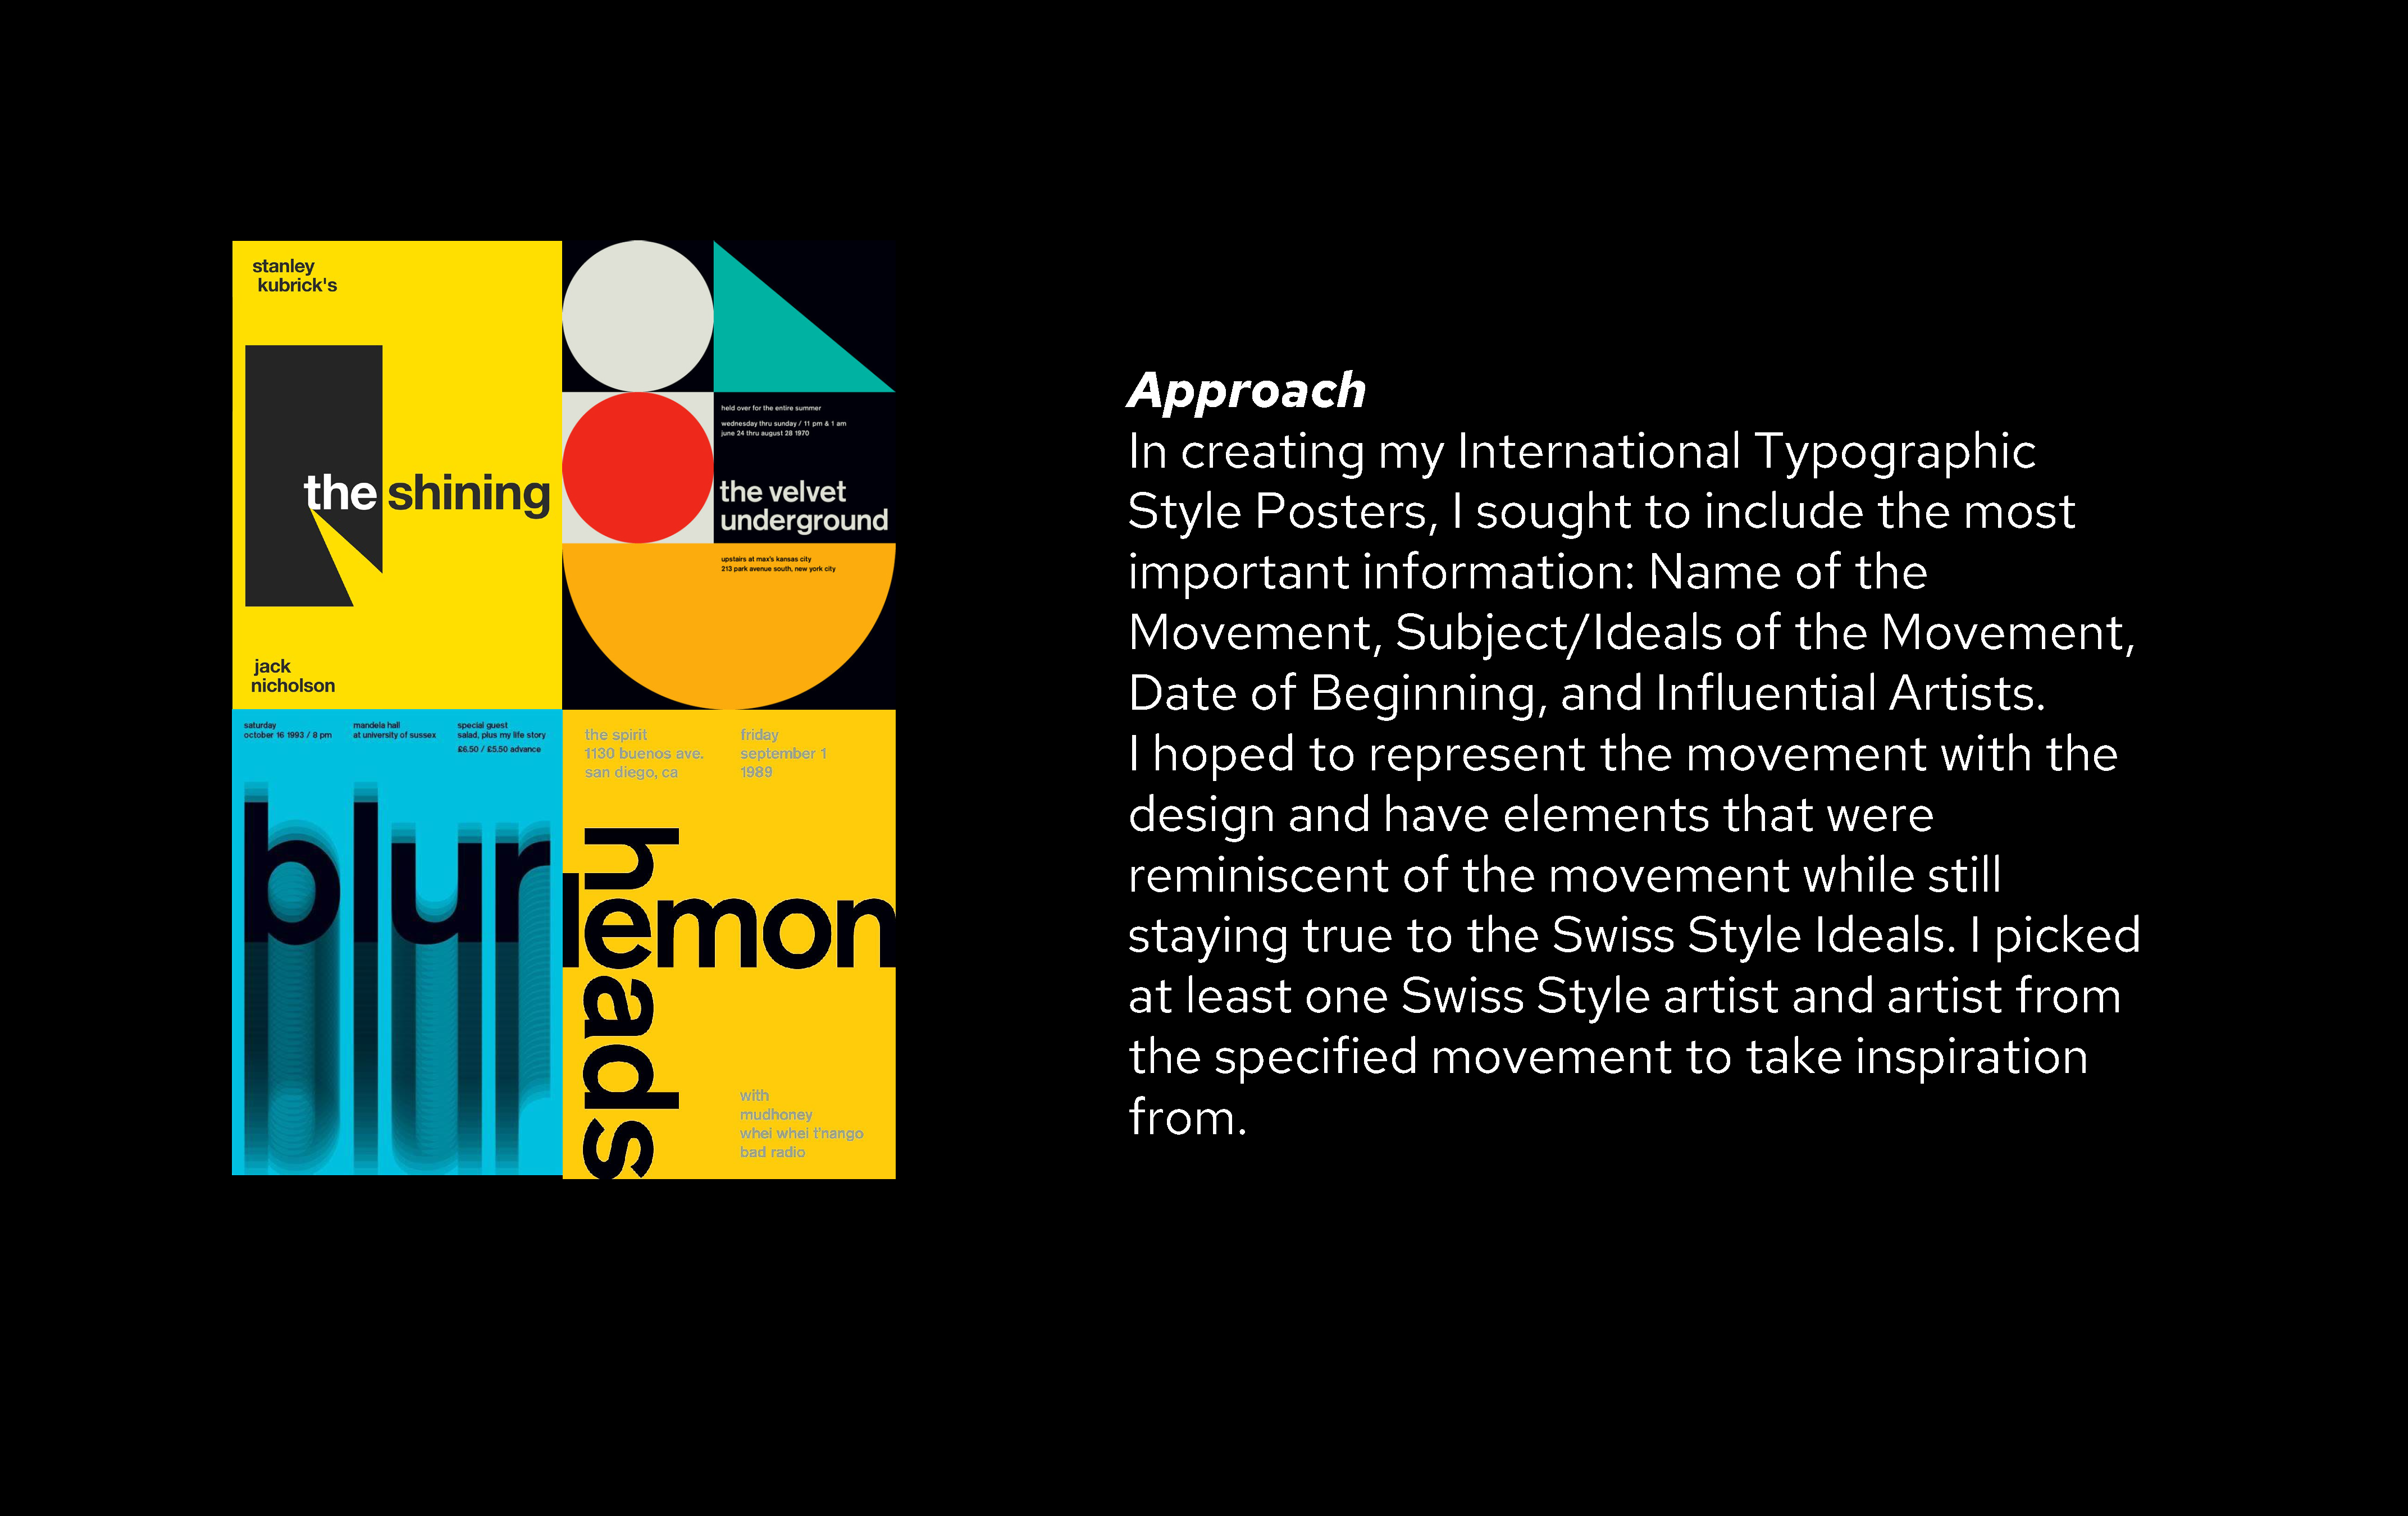 stanley
kubrick's
the shining
jack
nicholson
held over for the entire summer
wednesday thru sunday / 11 pm & 1 am
june 24 thru august 28 1970
the velvet
underground
upstairs at max's kansas city
213 park avenue south, new york city
saturday
october 16 1993 / 8 pm
mandela hall
at university of sussex
special guest
salad, plus my life story
£6.50 / £5.50 advance
blur
the spirit
1130 buenos ave.
san diego, ca
friday
september 1
1989
lemon
heads
with
mudhoney
whei whei t'nango
bad radio
Approach
In creating my International Typographic
Style Posters, I sought to include the most
important information: Name of the
Movement, Subject/Ideals of the Movement,
Date of Beginning, and Influential Artists.
I hoped to represent the movement with the
design and have elements that were
reminiscent of the movement while still
staying true to the Swiss Style Ideals. I picked
at least one Swiss Style artist and artist from
the specified movement to take inspiration
from.